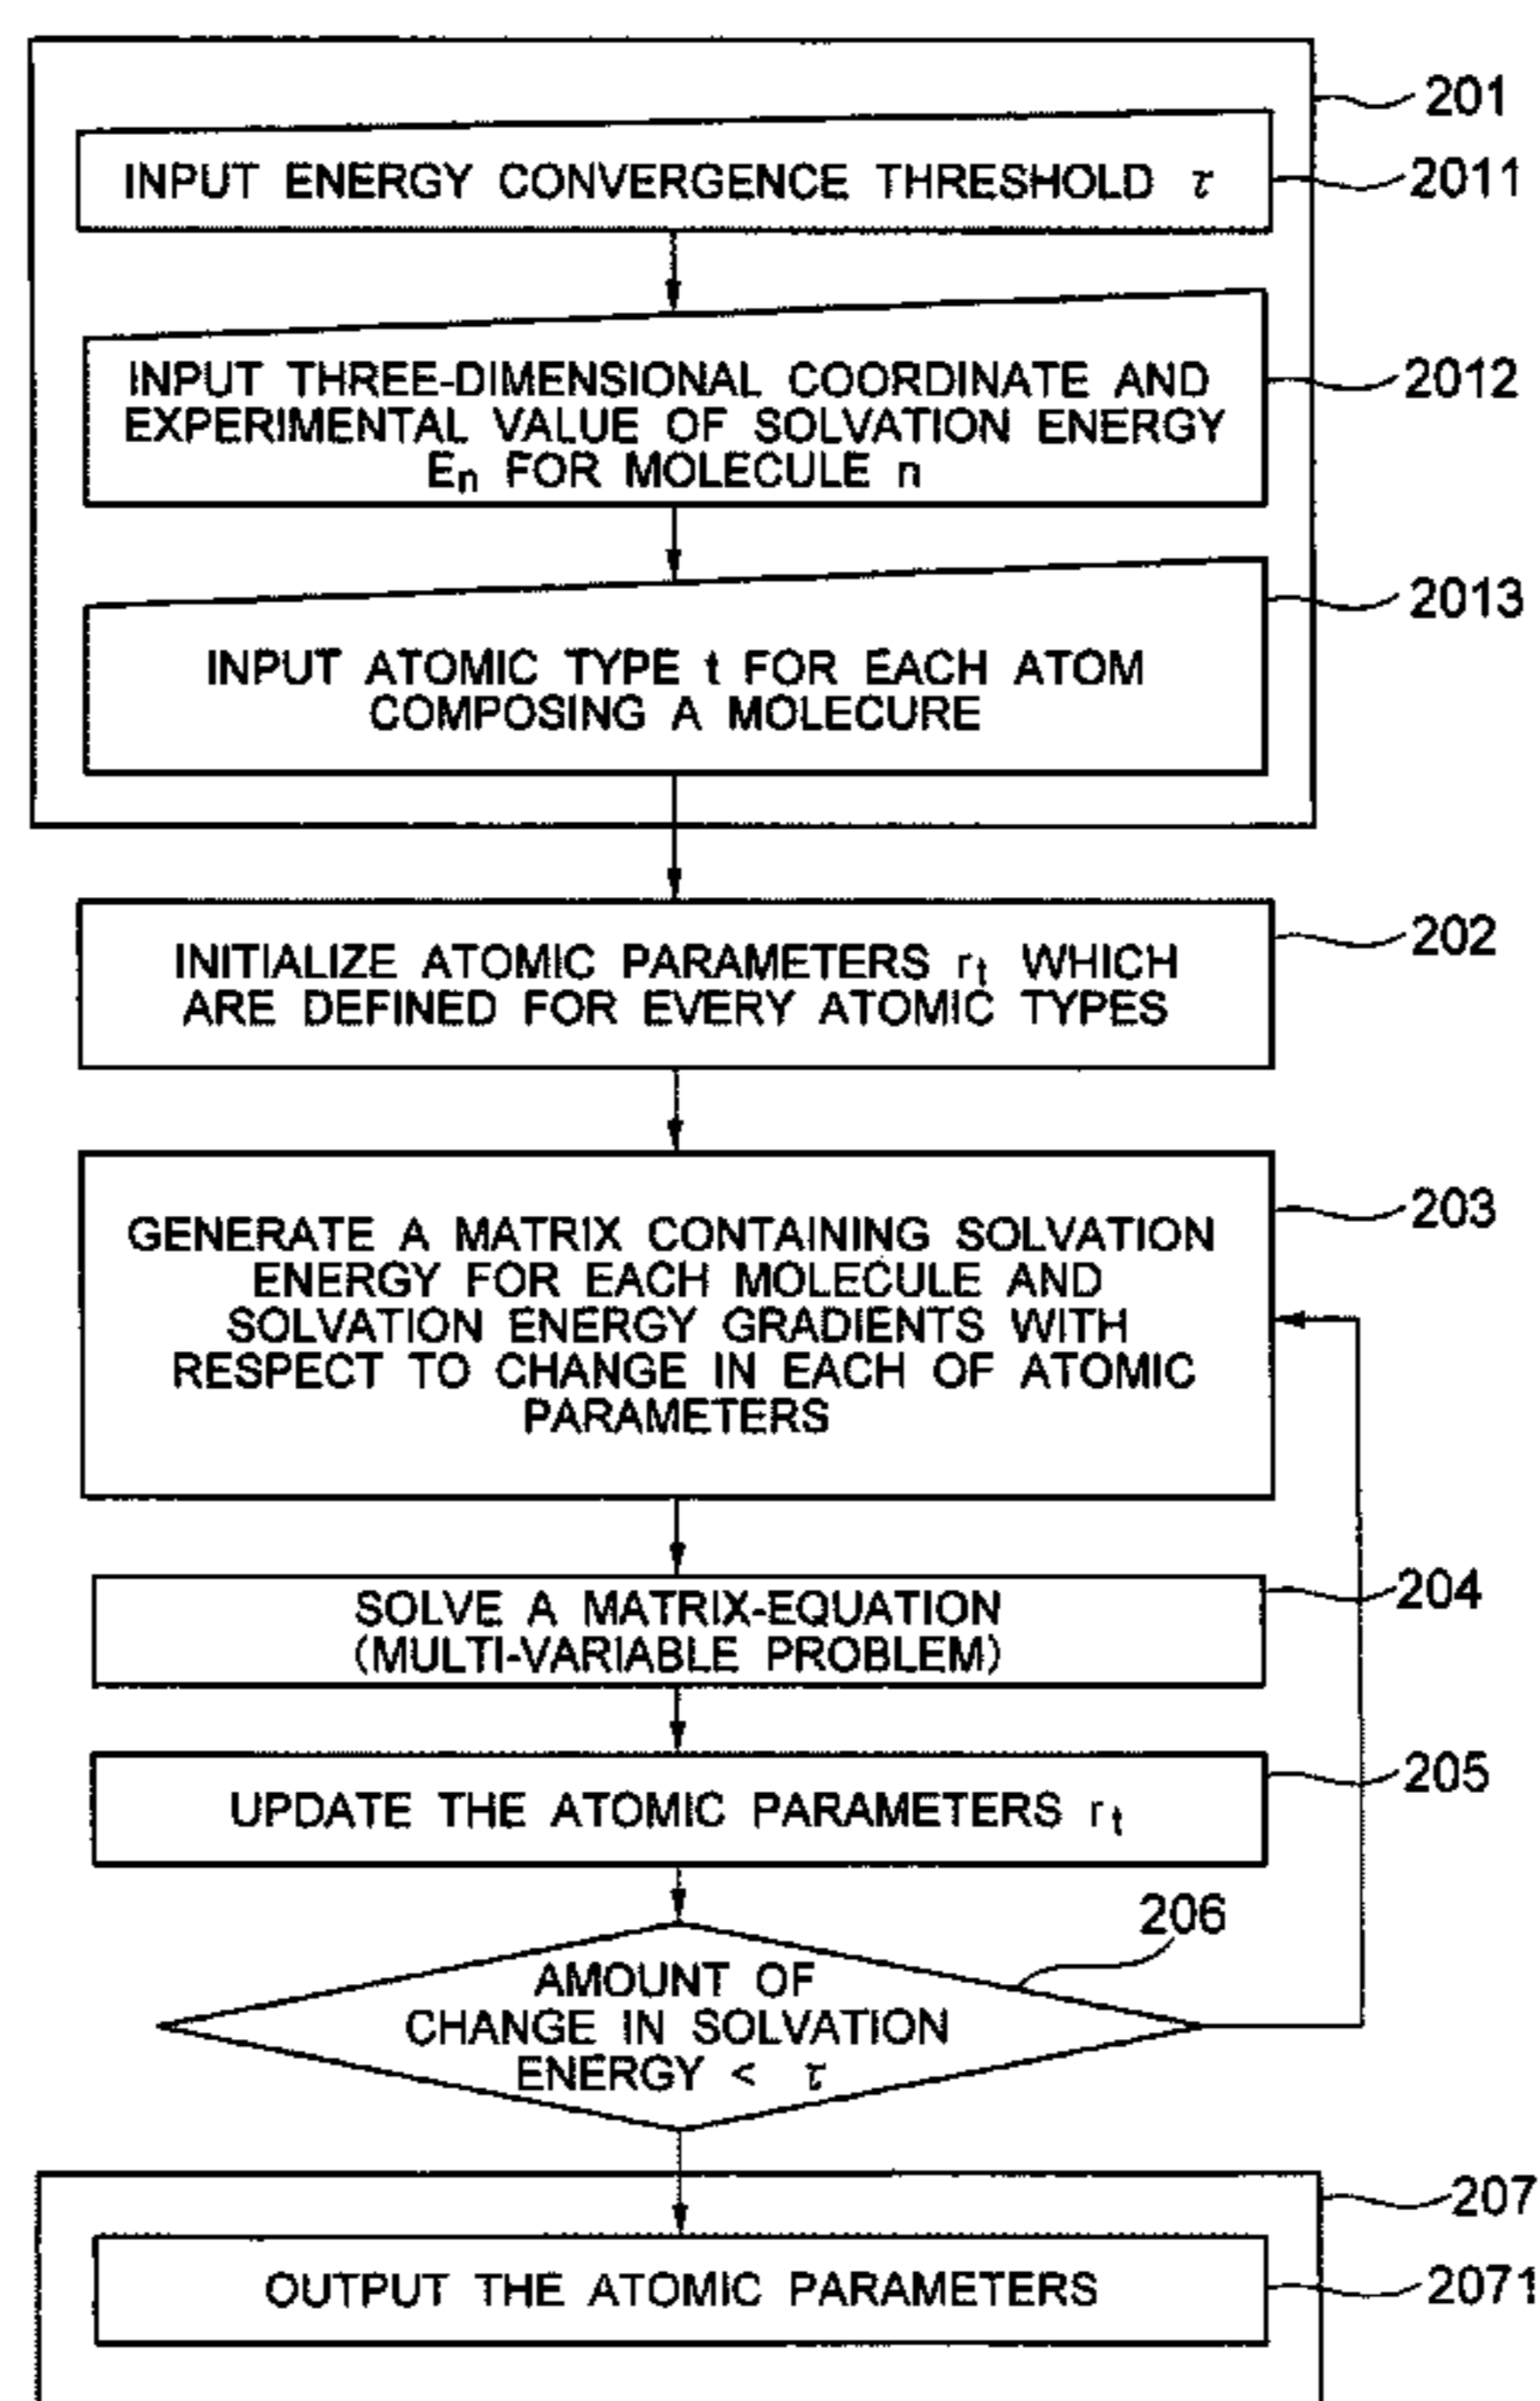 201
INPUT ENERGY CONVERGENCE THRESHOLD τ
2011
INPUT THREE-DIMENSIONAL COORDINATE AND
EXPERIMENTAL VALUE OF SOLVATION ENERGY
En FOR MOLECULE n
2012
INPUT ATOMIC TYPE t FOR EACH ATOM
COMPOSING A MOLECURE
2013
INITIALIZE ATOMIC PARAMETERS rt WHICH
ARE DEFINED FOR EVERY ATOMIC TYPES
202
GENERATE A MATRIX CONTAINING SOLVATION
ENERGY FOR EACH MOLECULE AND
SOLVATION ENERGY GRADIENTS WITH
RESPECT TO CHANGE IN EACH OF ATOMIC
PARAMETERS
203
SOLVE A MATRIX-EQUATION
(MULTI-VARIABLE PROBLEM)
204
UPDATE THE ATOMIC PARAMETERS rt
205
AMOUNT OF
CHANGE IN SOLVATION
ENERGY < τ
206
207
OUTPUT THE ATOMIC PARAMETERS
2071